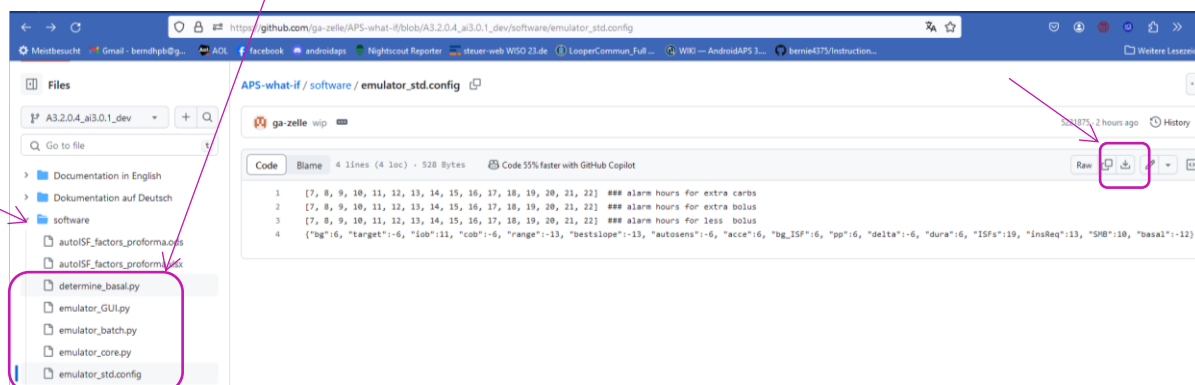 https://github.com/ga-zelle/APS-what-if/blob/A3.2.0.4_ai3.0.1_dev/software/emulator_std.config
Meistbesucht Gmail - berndhpb@g... AOL facebook androidaps Nightscout Reporter steuer-web WISO 23.de LooperCommun_Full ... WIKI — AndroidAPS 3.... bernie4375/Instruction... Weitere Lesezei
Files
APS-what-if / software / emulator_std.config
A3.2.0.4_ai3.0.1_dev
ga-zelle wip
2 hours ago History
Go to file t
Code Blame 4 lines (4 loc) · 528 Bytes Code 55% faster with GitHub Copilot Raw
Documentation in English
Dokumentation auf Deutsch
software
autoISF_factors_proforma.ods
autoISF_factors_proforma.xlsx
determine_basal.py
emulator_GUI.py
emulator_batch.py
emulator_core.py
emulator_std.config
1 [7, 8, 9, 10, 11, 12, 13, 14, 15, 16, 17, 18, 19, 20, 21, 22] ### alarm hours for extra carbs
2 [7, 8, 9, 10, 11, 12, 13, 14, 15, 16, 17, 18, 19, 20, 21, 22] ### alarm hours for extra bolus
3 [7, 8, 9, 10, 11, 12, 13, 14, 15, 16, 17, 18, 19, 20, 21, 22] ### alarm hours for less bolus
4 {"bg":6, "target":-6, "iob":11, "cob":-6, "range":-13, "bestslope":-13, "autosens":-6, "acce":6, "bg_ISF":6, "pp":6, "delta":-6, "dura":6, "ISFs":19, "insReq":13, "SMB":10, "basal":-12}